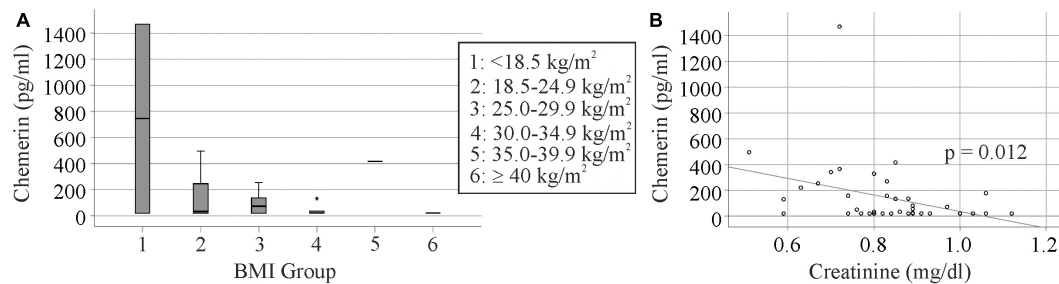 A
Chemerin (pg/ml)
1400
1200
1000
800
600
400
200
0
1 2 3 4 5 6
BMI Group
1: <18.5 kg/m²
2: 18.5-24.9 kg/m²
3: 25.0-29.9 kg/m²
4: 30.0-34.9 kg/m²
5: 35.0-39.9 kg/m²
6: ≥ 40 kg/m²
B
Chemerin (pg/ml)
1400
1200
1000
800
600
400
200
0
p = 0.012
0.6 0.8 1.0 1.2
Creatinine (mg/dl)